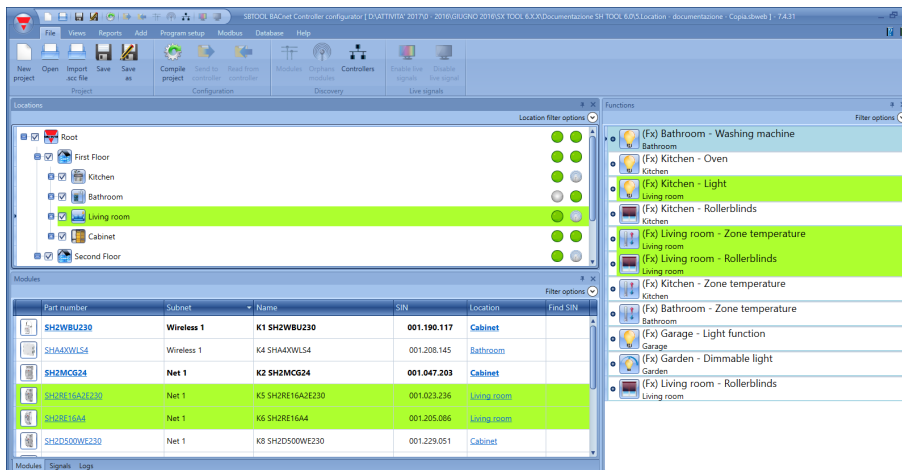 SBTOOL BACnet Controller configurator [ D:\ATTIVITA' 2017\0 - 2016\GIUGNO 2016\SX TOOL 6.X.X\Documentazione SH TOOL 6.0\5.Location - documentazione - Copia.sbweb ] - 7.4.31
File Views Reports Add Program setup Modbus Database Help
New project Open Import .scc file Save Save as Compile project Send to controller Read from controller Modules Orphans modules Controllers Enable live signals Disable live signal
Project Configuration Discovery Live signals
Locations
Location filter options
Root
First Floor
Kitchen
Bathroom
Living room
Cabinet
Second Floor
Modules
Filter options
Part number Subnet Name SIN Location Find SIN
SH2WBU230 Wireless 1 K1 SH2WBU230 001.190.117 Cabinet
SHA4XWLS4 Wireless 1 K4 SHA4XWLS4 001.208.145 Bathroom
SH2MCG24 Net 1 K2 SH2MCG24 001.047.203 Cabinet
SH2RE16A2E230 Net 1 K5 SH2RE16A2E230 001.023.236 Living room
SH2RE16A4 Net 1 K6 SH2RE16A4 001.205.086 Living room
SH2D500WE230 Net 1 K8 SH2D500WE230 001.229.051 Cabinet
Modules Signals Logs
Functions
Filter options
(Fx) Bathroom - Washing machine
Bathroom
(Fx) Kitchen - Oven
Kitchen
(Fx) Kitchen - Light
Living room
(Fx) Kitchen - Rollerblinds
Kitchen
(Fx) Living room - Zone temperature
Living room
(Fx) Living room - Rollerblinds
Living room
(Fx) Kitchen - Zone temperature
Kitchen
(Fx) Bathroom - Zone temperature
Bathroom
(Fx) Garage - Light function
Garage
(Fx) Garden - Dimmable light
Garden
(Fx) Living room - Rollerblinds
Living room